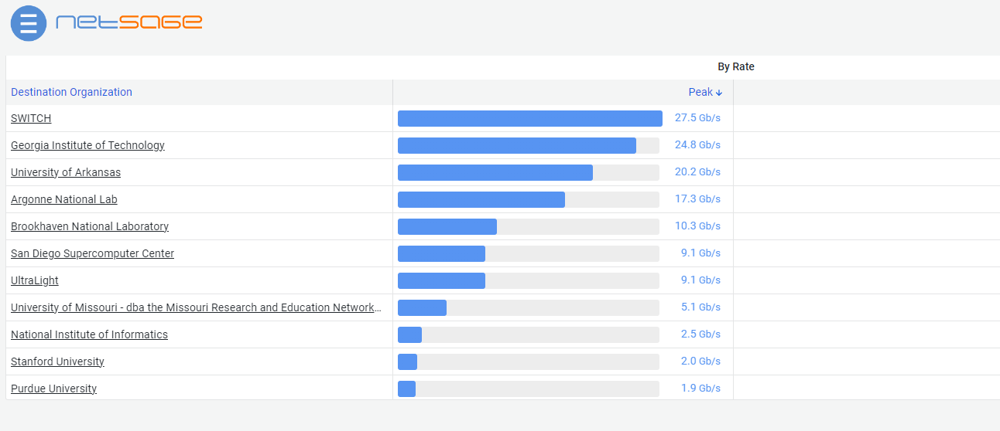 netsage
By Rate
Destination Organization Peak ↓
SWITCH 27.5 Gb/s
Georgia Institute of Technology 24.8 Gb/s
University of Arkansas 20.2 Gb/s
Argonne National Lab 17.3 Gb/s
Brookhaven National Laboratory 10.3 Gb/s
San Diego Supercomputer Center 9.1 Gb/s
UltraLight 9.1 Gb/s
University of Missouri - dba the Missouri Research and Education Network... 5.1 Gb/s
National Institute of Informatics 2.5 Gb/s
Stanford University 2.0 Gb/s
Purdue University 1.9 Gb/s